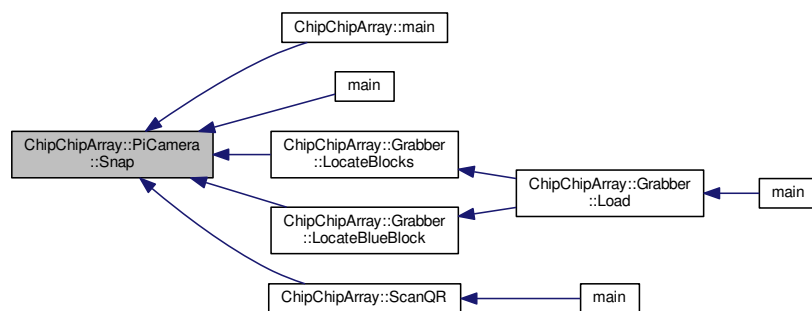 ChipChipArray::main
main
ChipChipArray::PiCamera
::Snap
ChipChipArray::Grabber
::LocateBlocks
ChipChipArray::Grabber
::Load
main
ChipChipArray::Grabber
::LocateBlueBlock
ChipChipArray::ScanQR
main